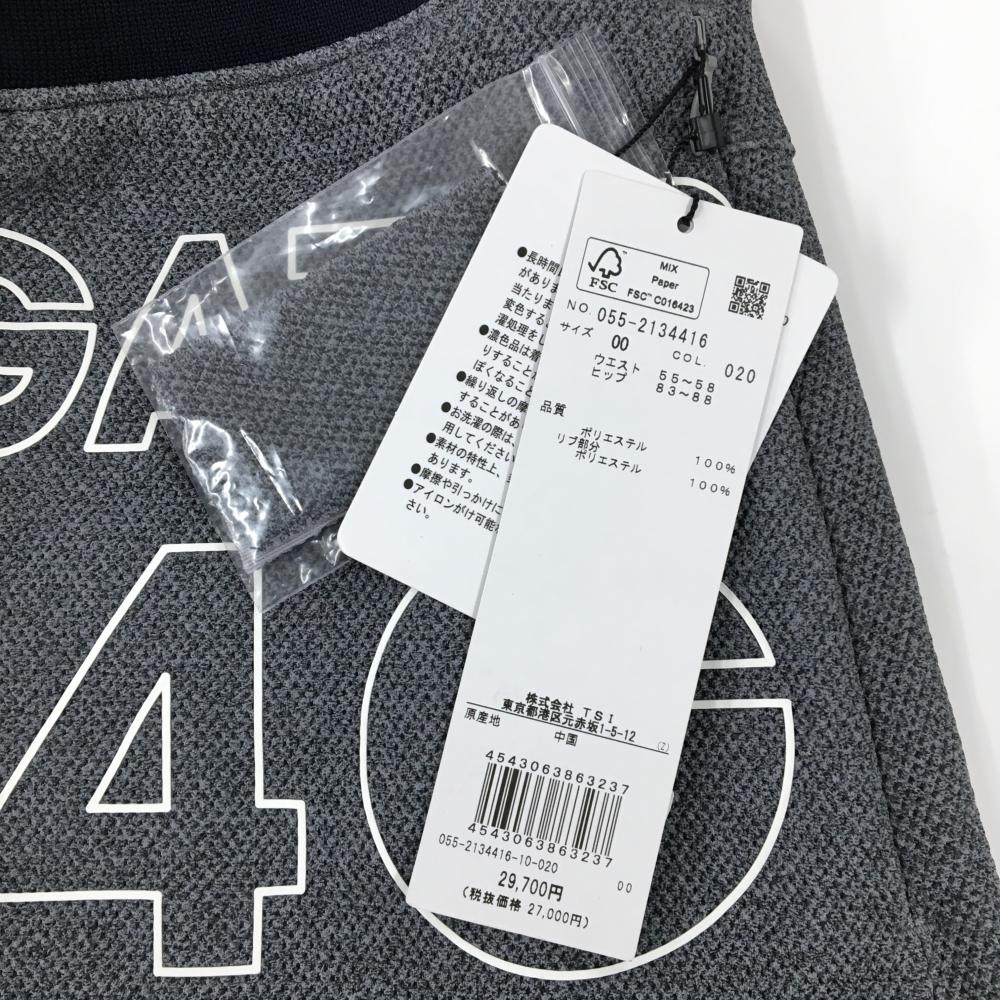 MIX
Paper
FSC
FSC™ C016423
NO. 055-2134416
サイズ 00 COL. 020
ウエスト 55〜58
ヒップ 83〜88
品質
ポリエステル 100%
リブ部分
ポリエステル 100%
株式会社 TSI
東京都港区元赤坂1-5-12
原産地 中国 (Z)
4543063863237
4543063863237
055-2134416-10-020 00
29,700円
(税抜価格 27,000円)
●長時間
がありま
当たりま
変色する
濯処理をし
●濃色品は着
りすること
ぽくなること
●繰り返しの摩
することがあ
●お洗濯の際は、
用してください
●素材の特性上、
あります。
●摩擦や引っかけに
●アイロンがけ可能
さい。
4G